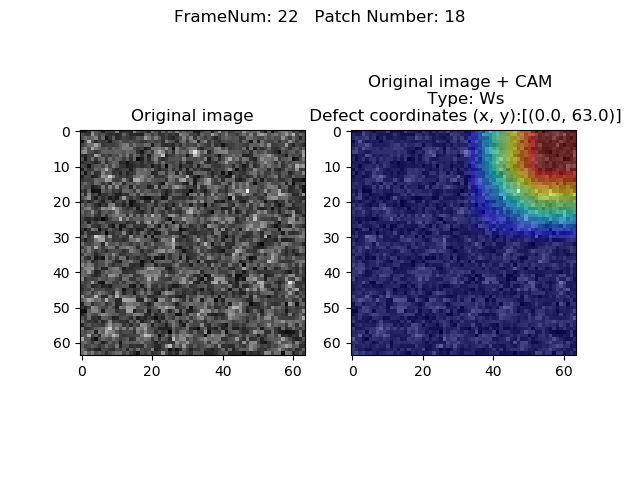 FrameNum: 22   Patch Number: 18
Original image
0
10
20
30
40
50
60
0 20 40 60
Original image + CAM
Type: Ws
Defect coordinates (x, y):[(0.0, 63.0)]
0
10
20
30
40
50
60
0 20 40 60